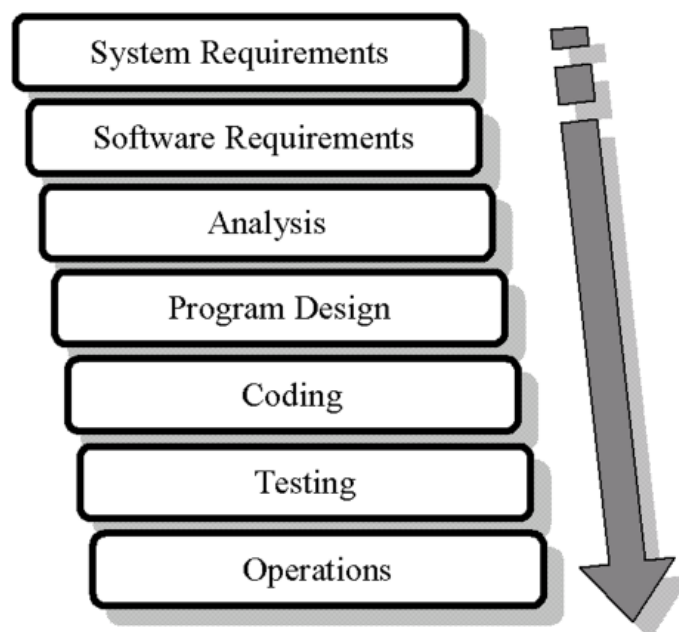 System Requirements
Software Requirements
Analysis
Program Design
Coding
Testing
Operations